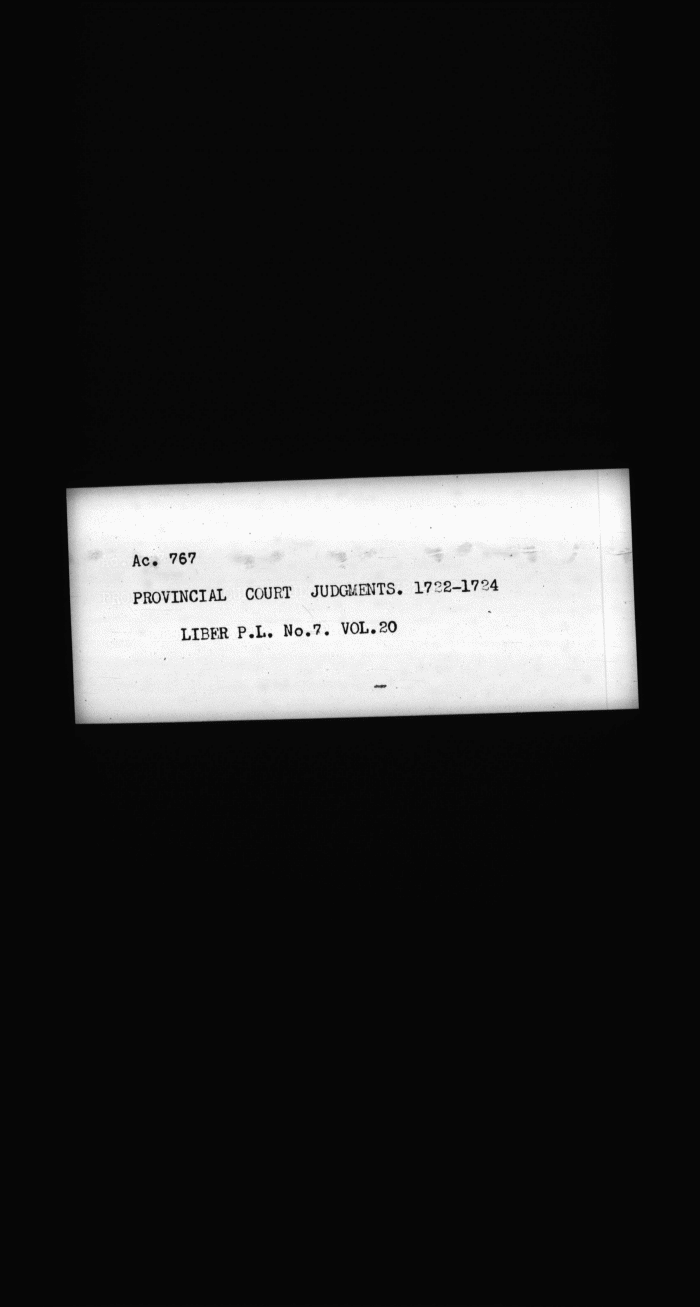 Ac. 767
PROVINCIAL COURT JUDGMENTS. 1722-1724
LIBER P.L. No.7. VOL.20